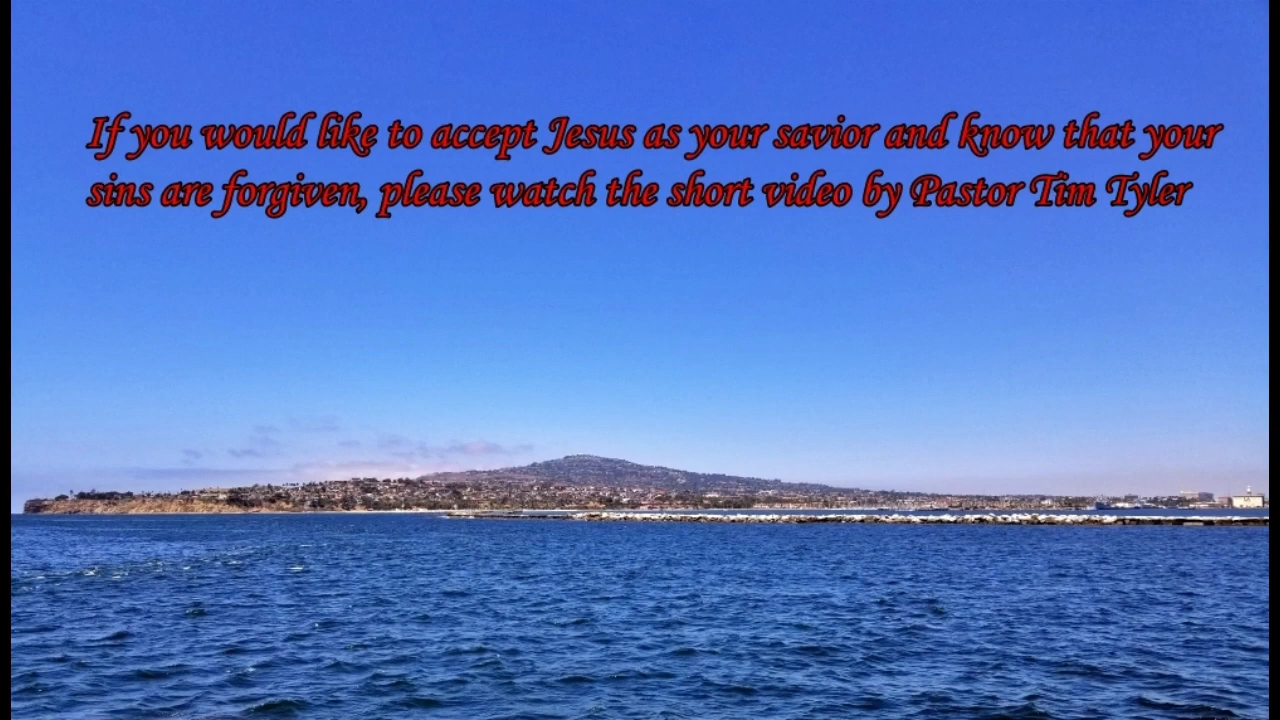 If you would like to accept Jesus as your savior and know that your
sins are forgiven, please watch the short video by Pastor Tim Tyler